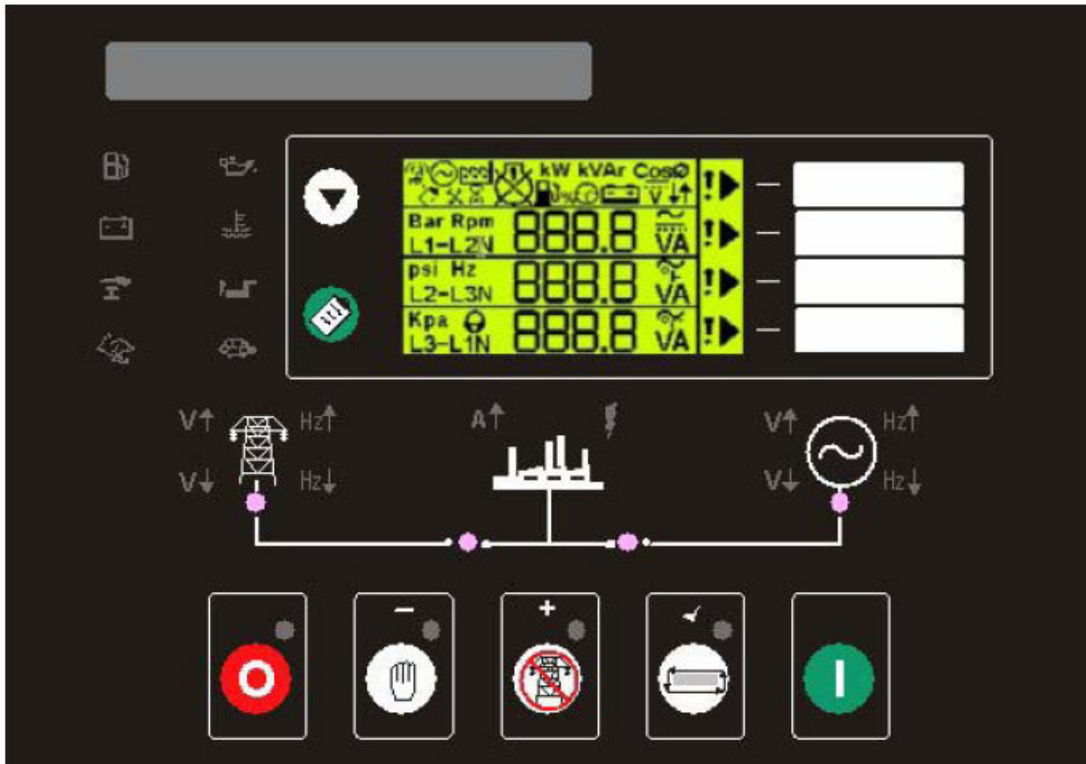 kW kVAr CosØ
% V
Bar Rpm 888.8
L1-L2N VA
psi Hz 888.8
L2-L3N VA
Kpa 888.8
L3-L1N VA
V↑ Hz↑ A↑ V↑ Hz↑
V↓ Hz↓ V↓ Hz↓
− +
O I